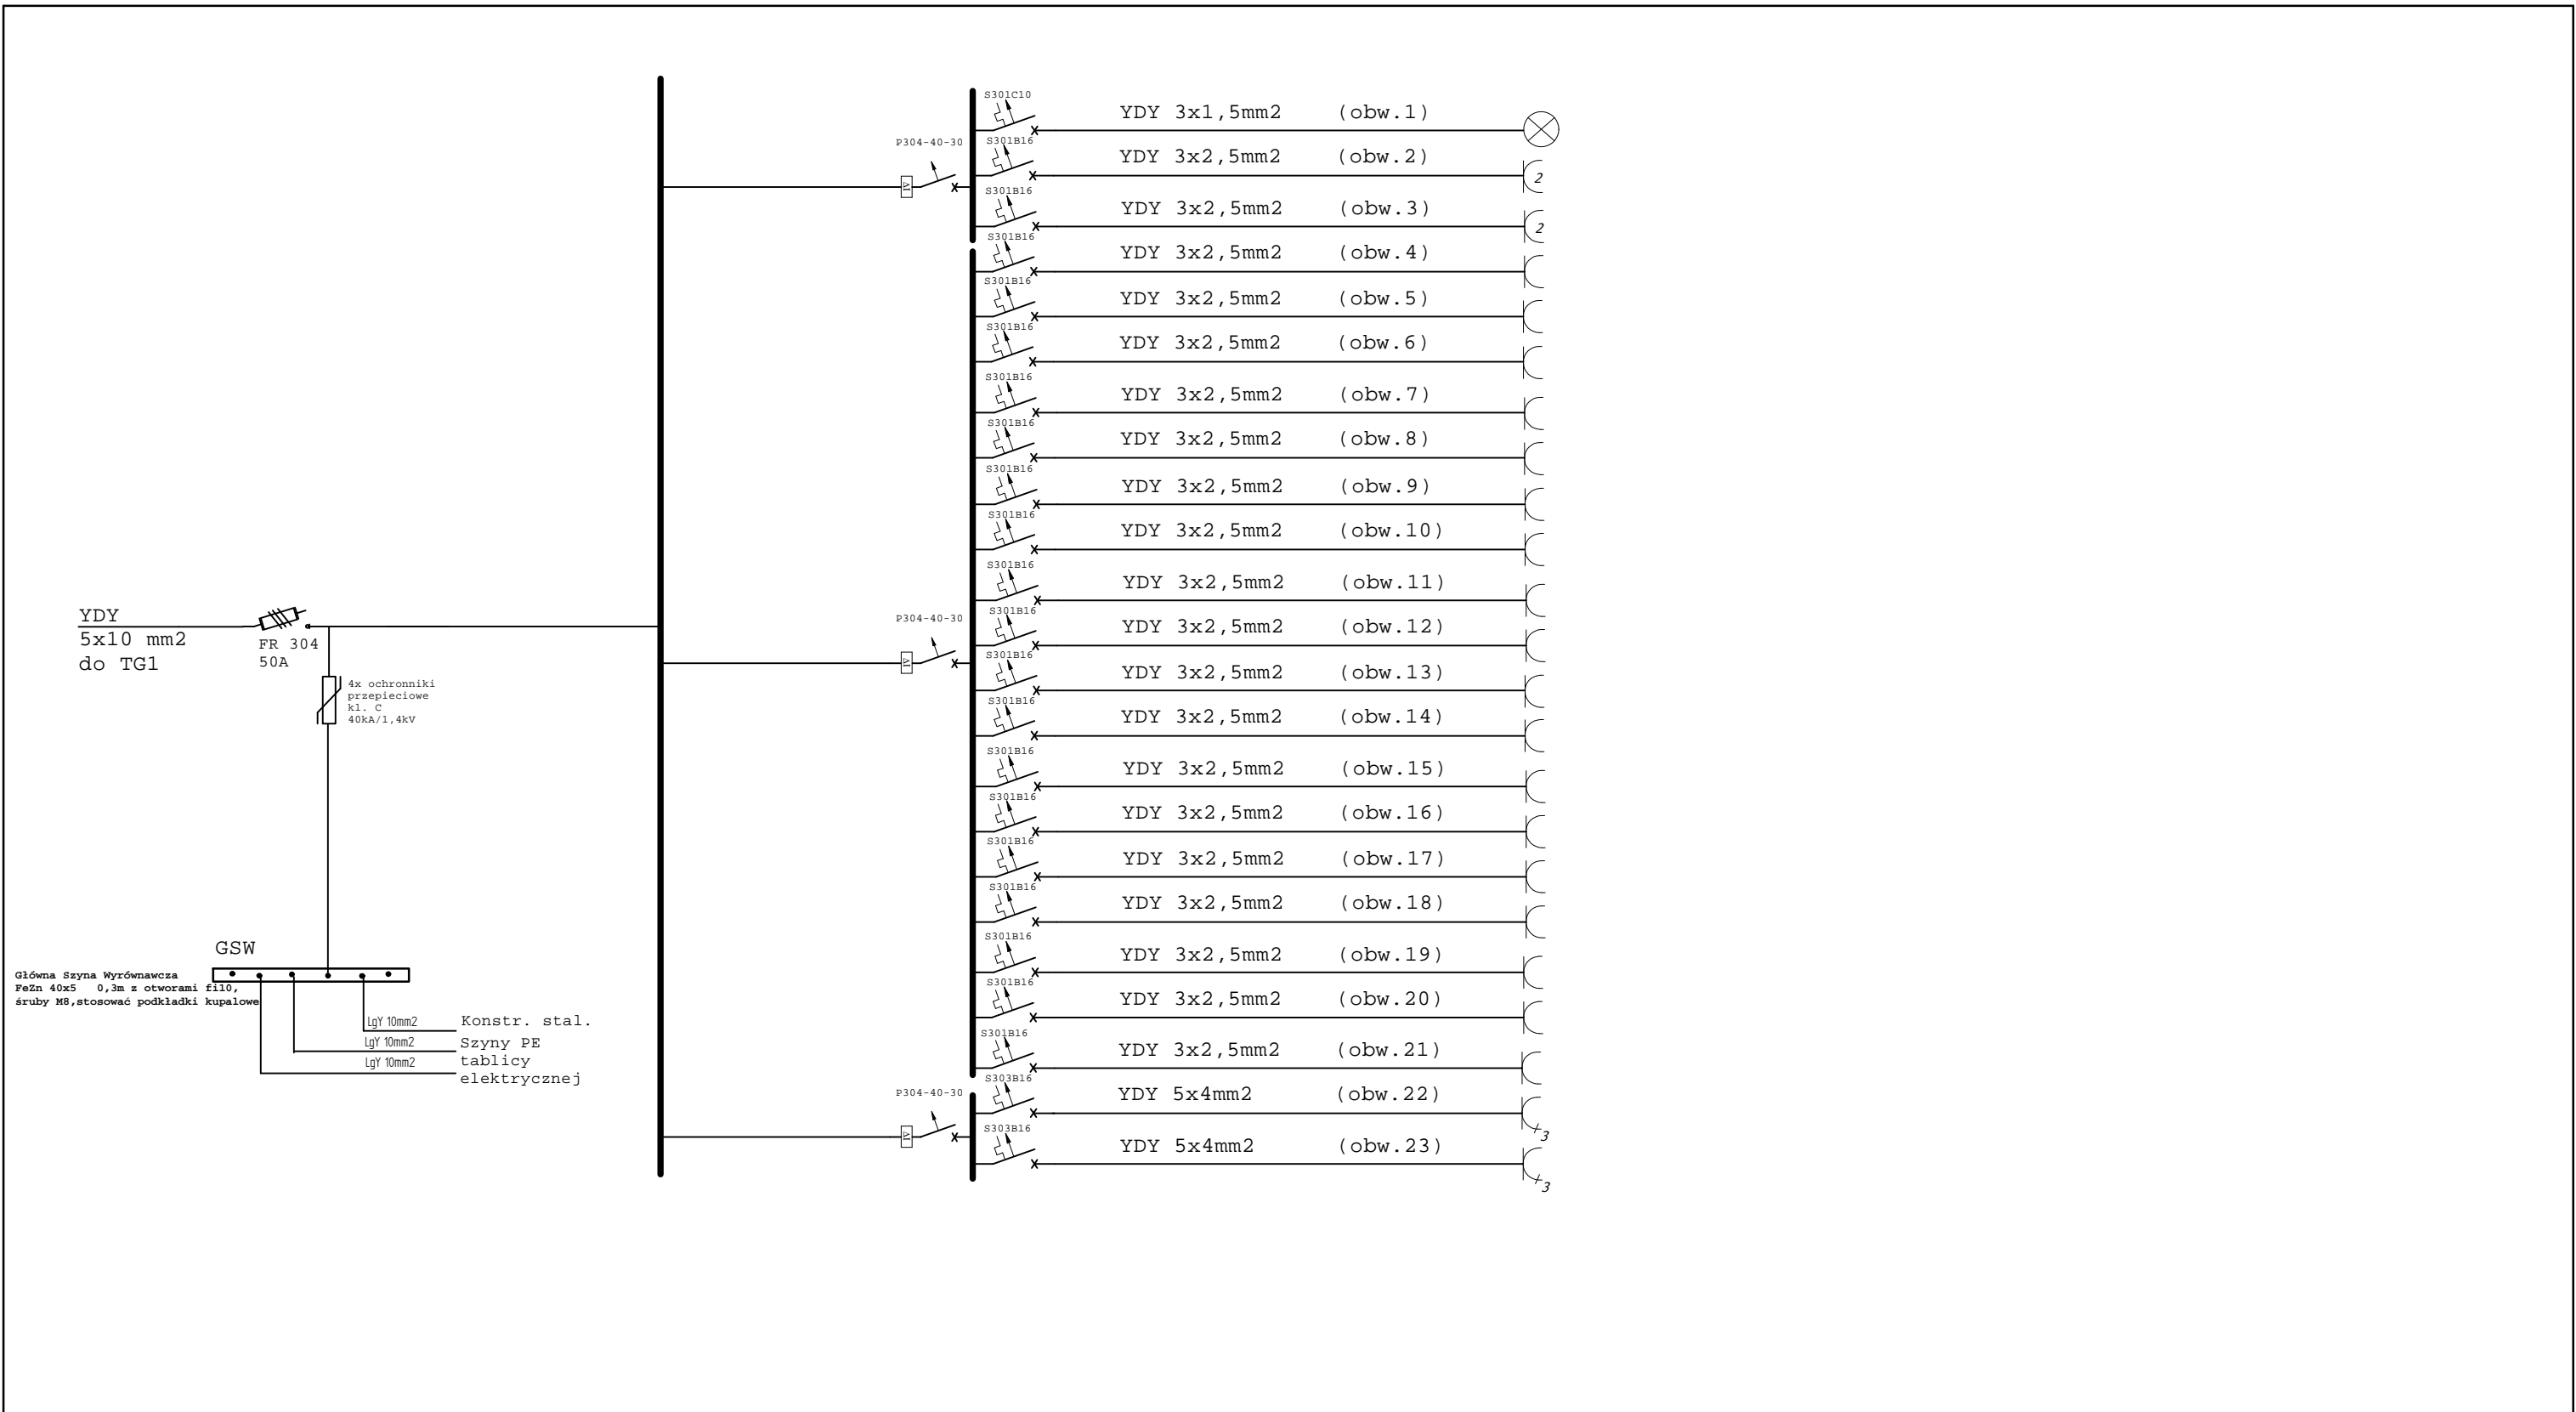 S301C10
YDY 3x1,5mm2 (obw.1)
P304-40-30
S301B16
YDY 3x2,5mm2 (obw.2)
2
S301B16
YDY 3x2,5mm2 (obw.3)
2
S301B16
YDY 3x2,5mm2 (obw.4)
S301B16
YDY 3x2,5mm2 (obw.5)
S301B16
YDY 3x2,5mm2 (obw.6)
S301B16
YDY 3x2,5mm2 (obw.7)
S301B16
YDY 3x2,5mm2 (obw.8)
S301B16
YDY 3x2,5mm2 (obw.9)
S301B16
YDY 3x2,5mm2 (obw.10)
S301B16
YDY 3x2,5mm2 (obw.11)
P304-40-30
S301B16
YDY 3x2,5mm2 (obw.12)
S301B16
YDY 3x2,5mm2 (obw.13)
S301B16
YDY 3x2,5mm2 (obw.14)
S301B16
YDY 3x2,5mm2 (obw.15)
S301B16
YDY 3x2,5mm2 (obw.16)
S301B16
YDY 3x2,5mm2 (obw.17)
S301B16
YDY 3x2,5mm2 (obw.18)
S301B16
YDY 3x2,5mm2 (obw.19)
S301B16
YDY 3x2,5mm2 (obw.20)
S301B16
YDY 3x2,5mm2 (obw.21)
P304-40-30
S303B16
YDY 5x4mm2 (obw.22)
3
S303B16
YDY 5x4mm2 (obw.23)
3
YDY
5x10 mm2
do TG1
FR 304
50A
4x ochronniki
przepieciowe
kl. C
40kA/1,4kV
GSW
Główna Szyna Wyrównawcza
FeZn 40x5 0,3m z otworami fi10,
śruby M8,stosować podkładki kupalowe
LgY 10mm2 Konstr. stal.
LgY 10mm2 Szyny PE
LgY 10mm2 tablicy
elektrycznej